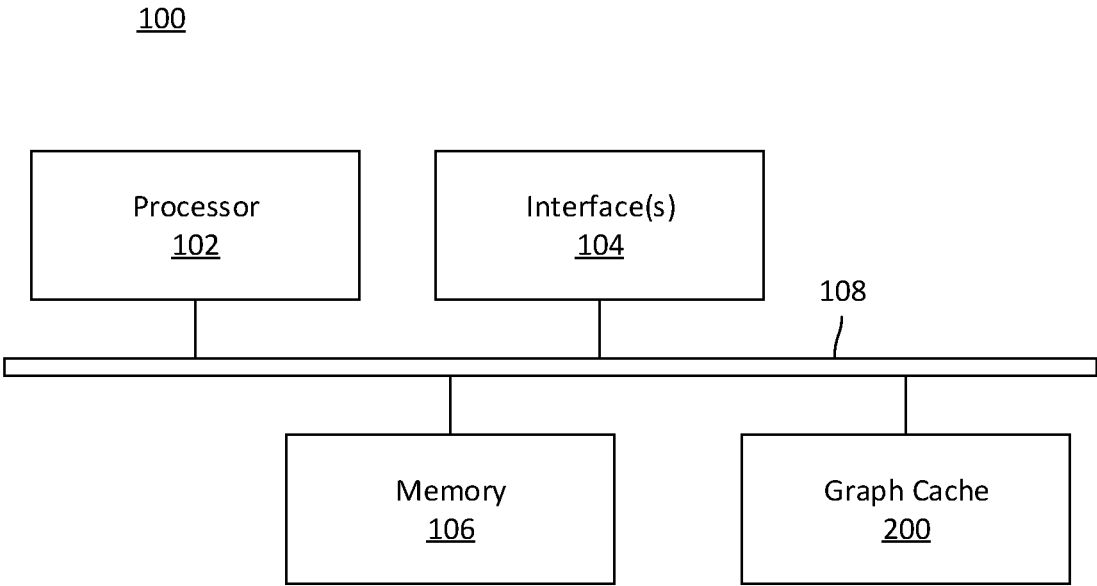 100
Processor
102
Interface(s)
104
108
Memory
106
Graph Cache
200